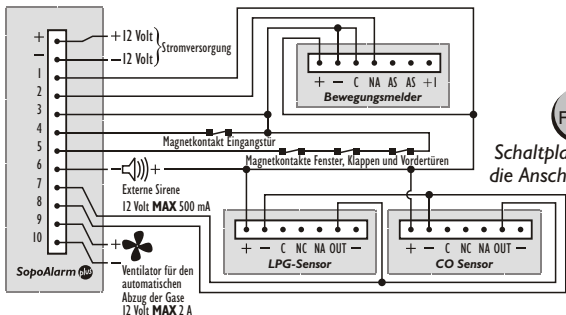 +
−
1
2
3
4
5
6
7
8
9
10
SopoAlarm plus
+12 Volt
−12 Volt
Stromversorgung
Magnetkontakt Eingangstür
Magnetkontakte Fenster, Klappen und Vordertüren
− +
Externe Sirene
12 Volt MAX 500 mA
+
−
Ventilator für den
automatischen
Abzug der Gase
12 Volt MAX 2 A
+ − C NA AS AS +I
Bewegungsmelder
+ − C NC NA OUT −
LPG-Sensor
+ − C NC NA OUT −
CO Sensor
F
Schaltpla
die Ansch